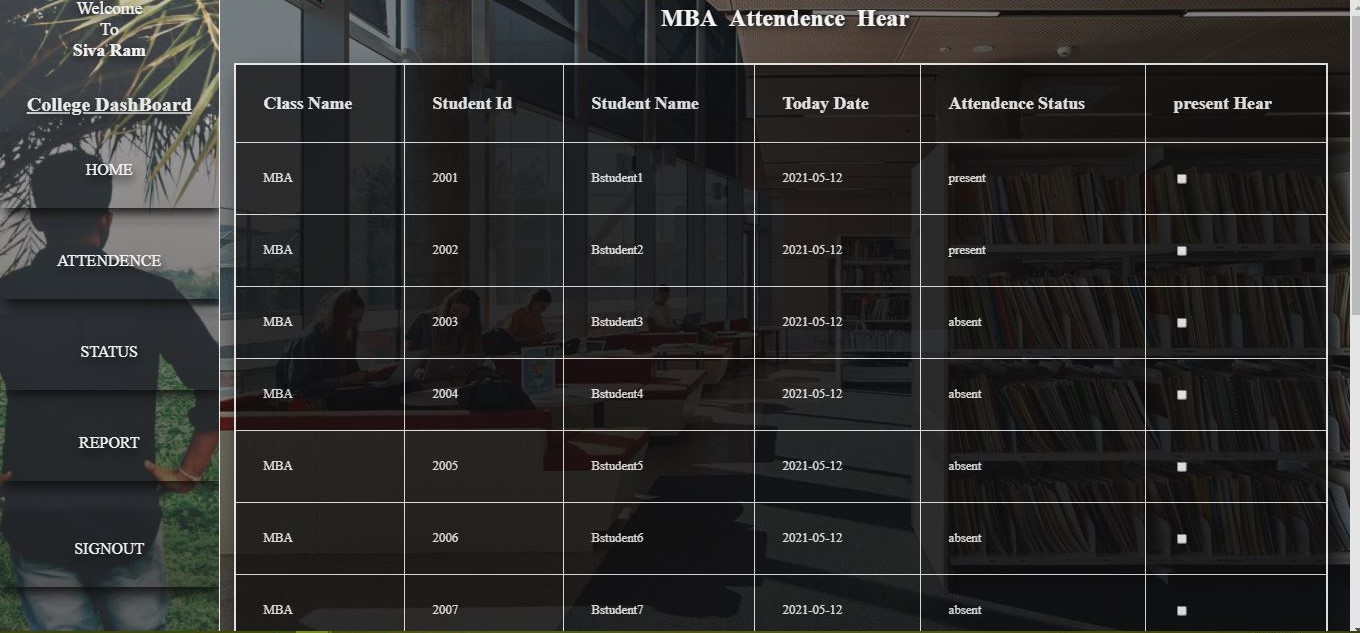 Welcome
To
Siva Ram
College DashBoard
HOME
ATTENDENCE
STATUS
REPORT
SIGNOUT
MBA Attendence Hear
Class Name Student Id Student Name Today Date Attendence Status present Hear
MBA 2001 Bstudent1 2021-05-12 present
MBA 2002 Bstudent2 2021-05-12 present
MBA 2003 Bstudent3 2021-05-12 absent
MBA 2004 Bstudent4 2021-05-12 absent
MBA 2005 Bstudent5 2021-05-12 absent
MBA 2006 Bstudent6 2021-05-12 absent
MBA 2007 Bstudent7 2021-05-12 absent